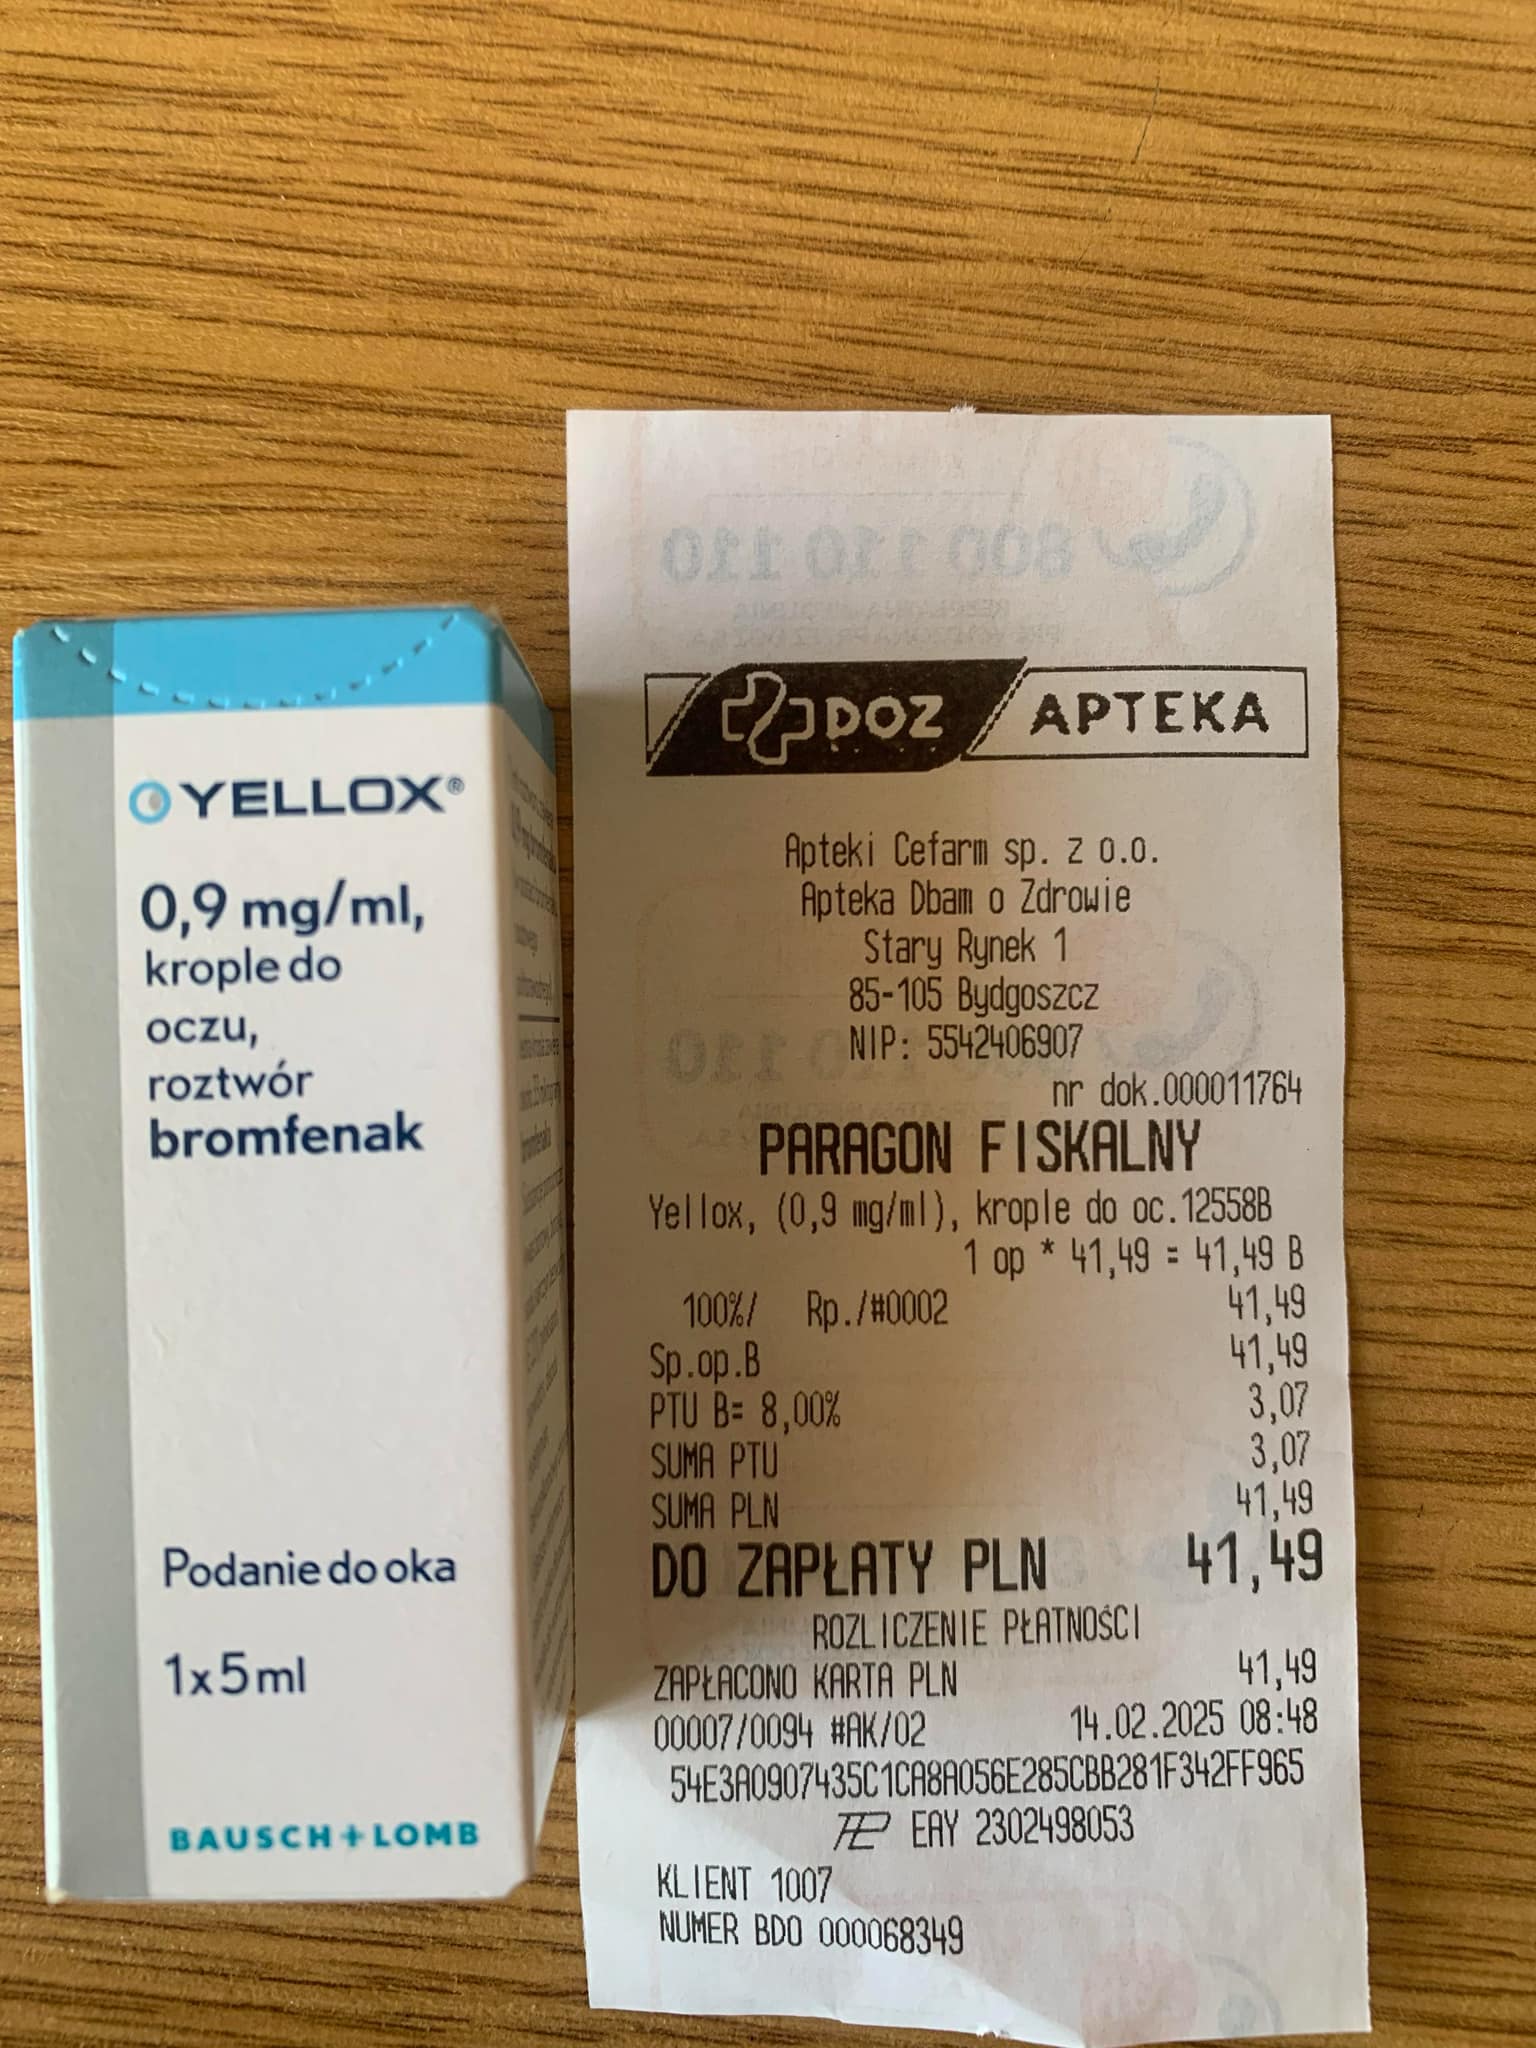 YELLOX®
0,9 mg/ml,
krople do
oczu,
roztwór
bromfenak
Podanie do oka
1x5ml
BAUSCH+LOMB
800 110 110
DOZ APTEKA
Apteki Cefarm sp. z o.o.
Apteka Dbam o Zdrowie
Stary Rynek 1
85-105 Bydgoszcz
NIP: 5542406907
nr dok.000011764
PARAGON FISKALNY
Yellox, (0,9 mg/ml), krople do oc.12558B
1 op * 41,49 = 41,49 B
100%/ Rp./#0002 41,49
Sp.op.B 41,49
PTU B= 8,00% 3,07
SUMA PTU 3,07
SUMA PLN 41,49
DO ZAPŁATY PLN 41,49
ROZLICZENIE PŁATNOŚCI
ZAPŁACONO KARTA PLN 41,49
00007/0094 #AK/02 14.02.2025 08:48
54E3A0907435C1CA8A056E285CBB281F342FF965
EAY 2302498053
KLIENT 1007
NUMER BDO 000068349